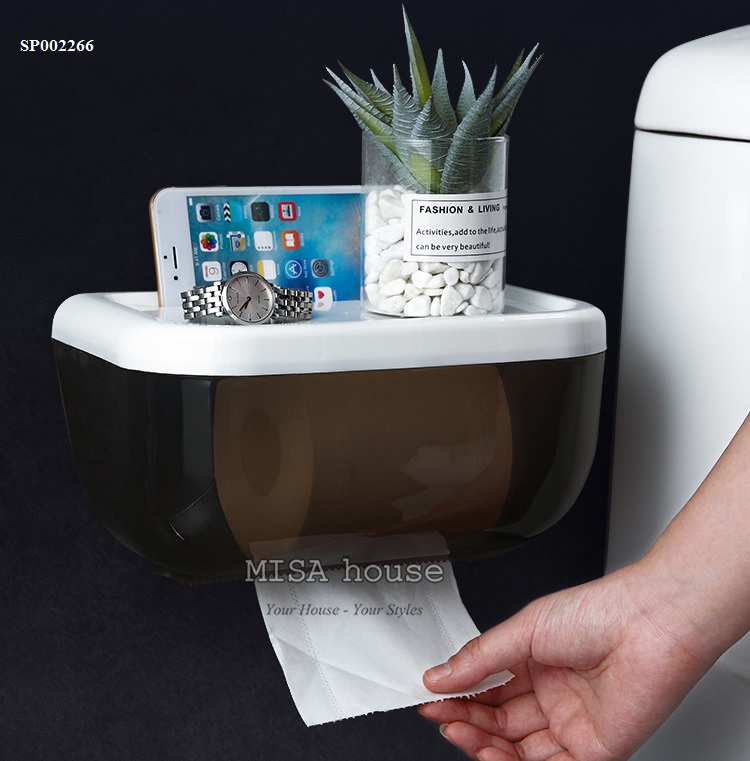 SP002266
FASHION & LIVING
Activities,add to the life,
can be very beautiful!
MISA house
Your House - Your Styles